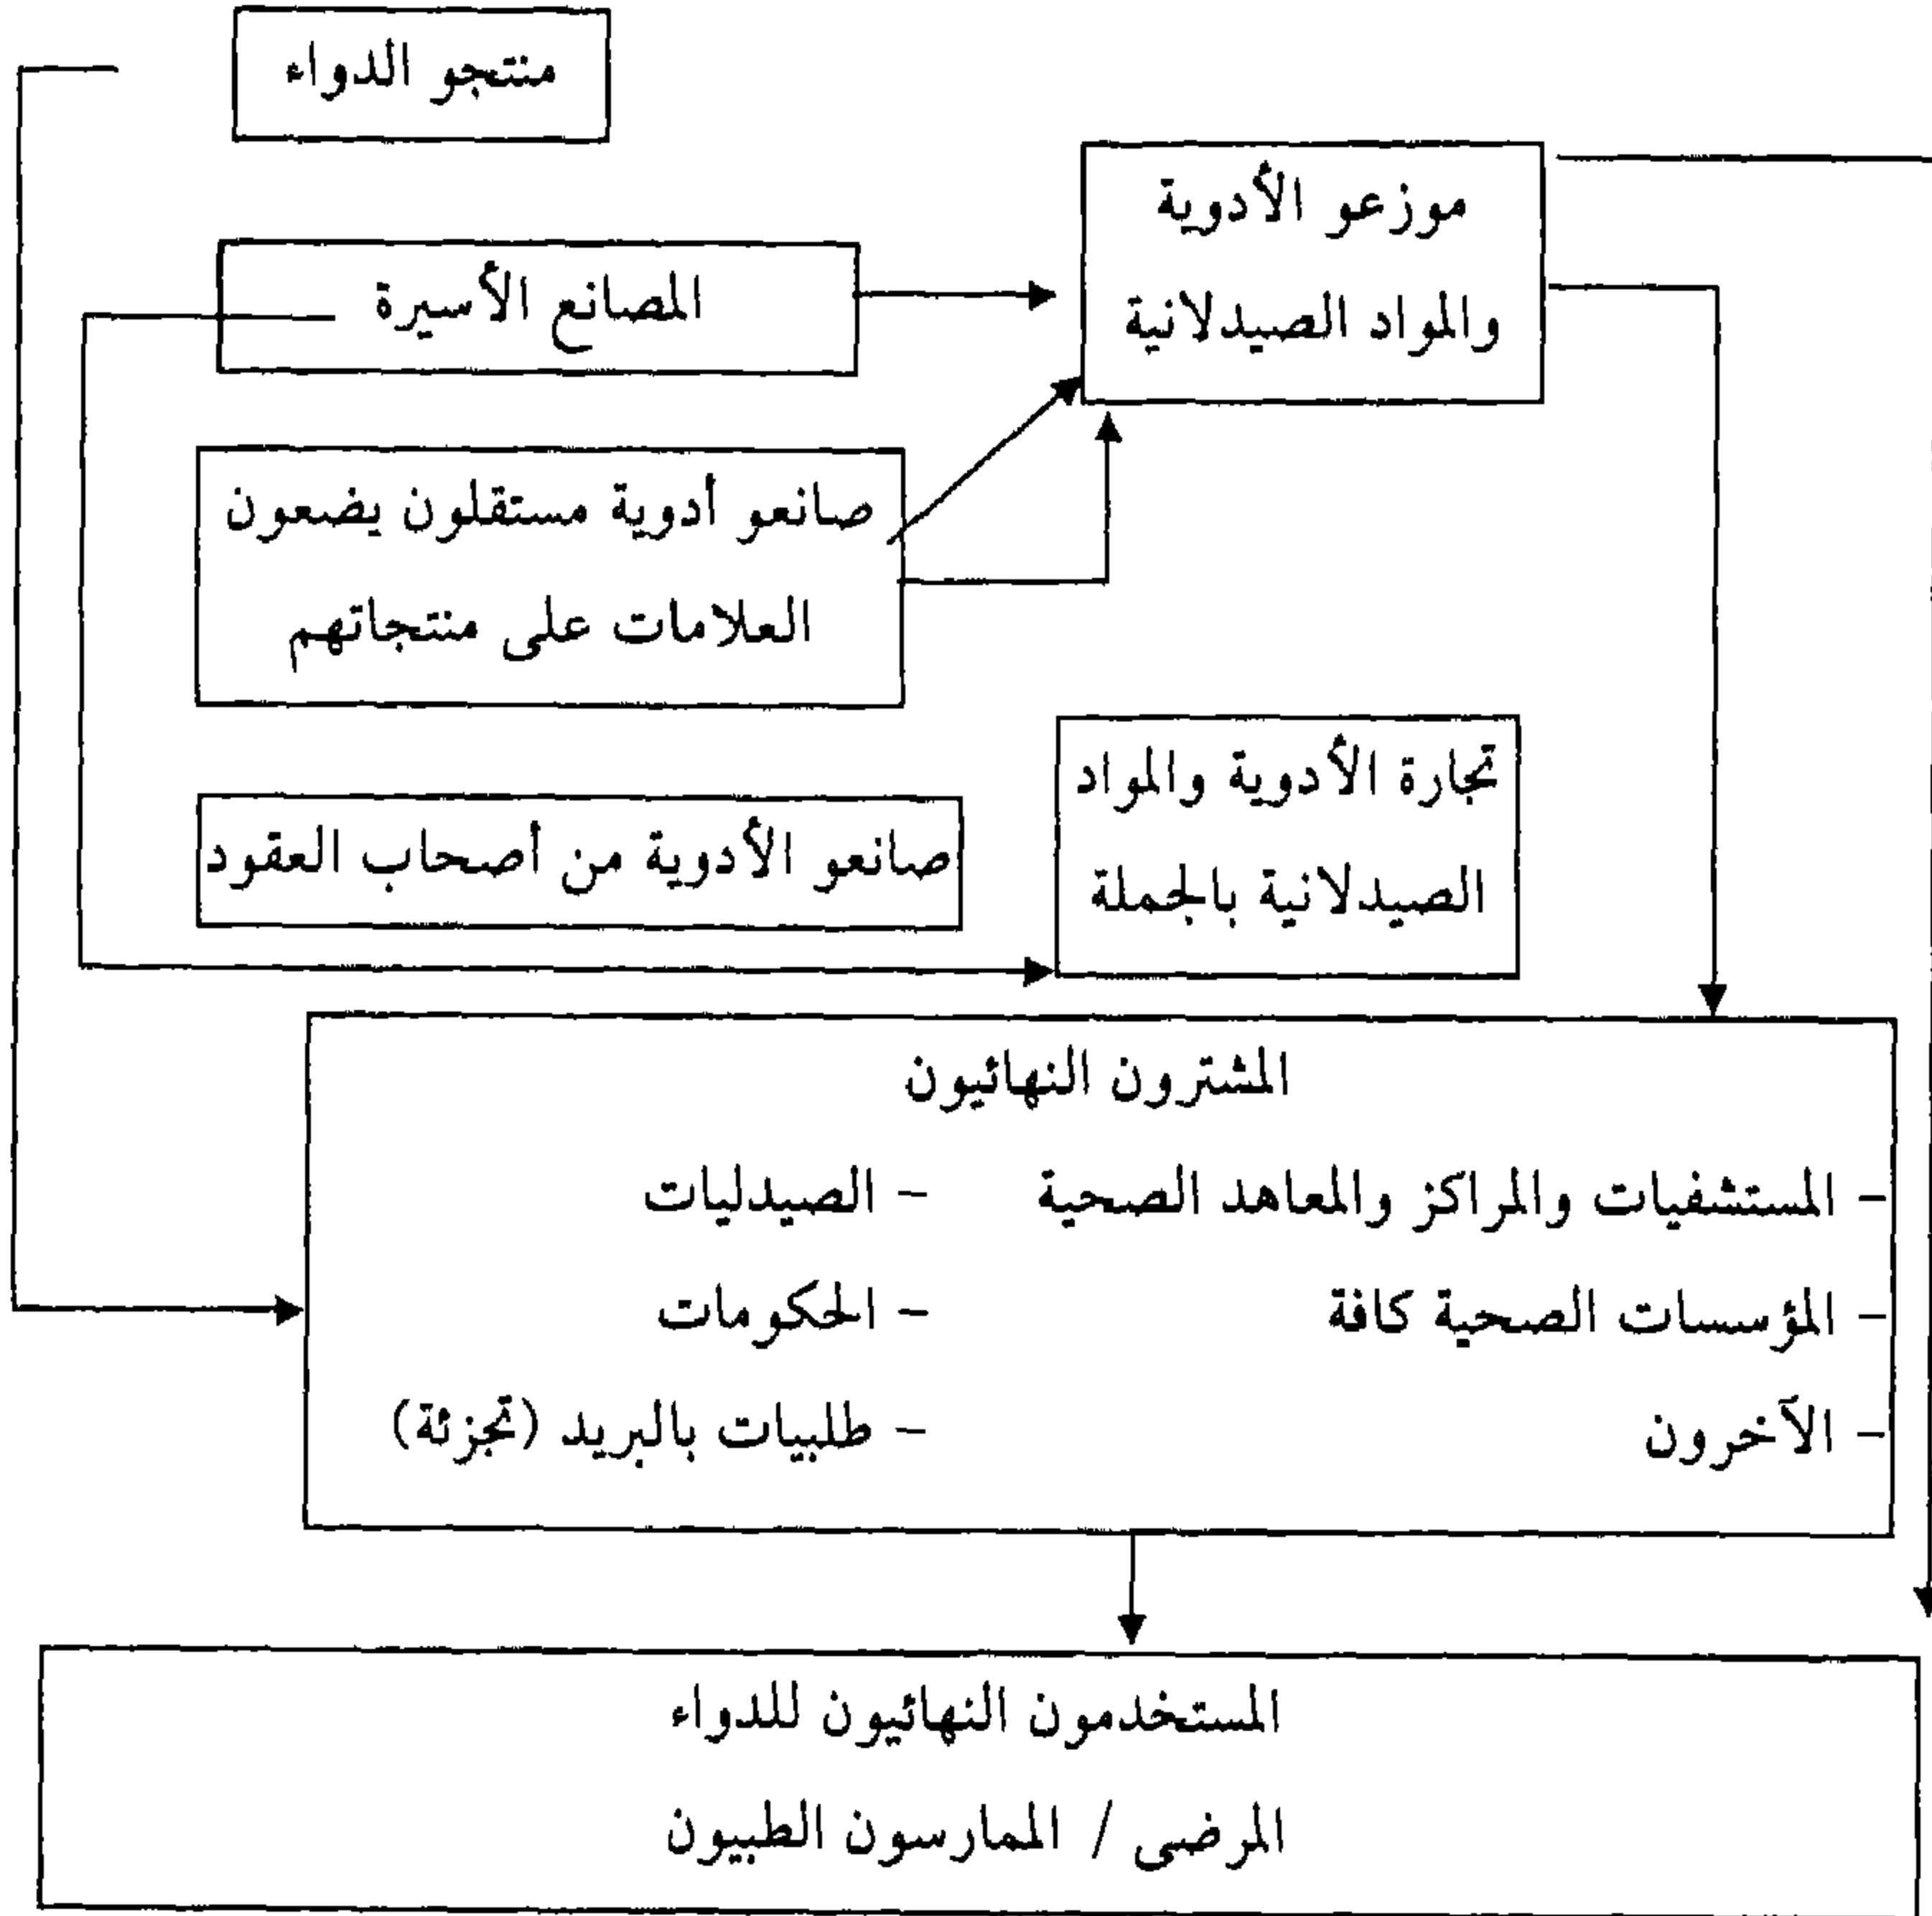 منتجو الدواء
موزعو الأدوية
والمواد الصيدلانية
المصانع الأسيرة
صانعو أدوية مستقلون يضعون
العلامات على منتجاتهم
تجارة الأدوية والمواد
الصيدلانية بالجملة
صانعو الأدوية من أصحاب العقود
المشترون النهائيون
- المستشفيات والمراكز والمعاهد الصحية - الصيدليات
- المؤسسات الصحية كافة - الحكومات
- الآخرون - طلبيات بالبريد (تجزئة)
المستخدمون النهائيون للدواء
المرضى / الممارسون الطبيون